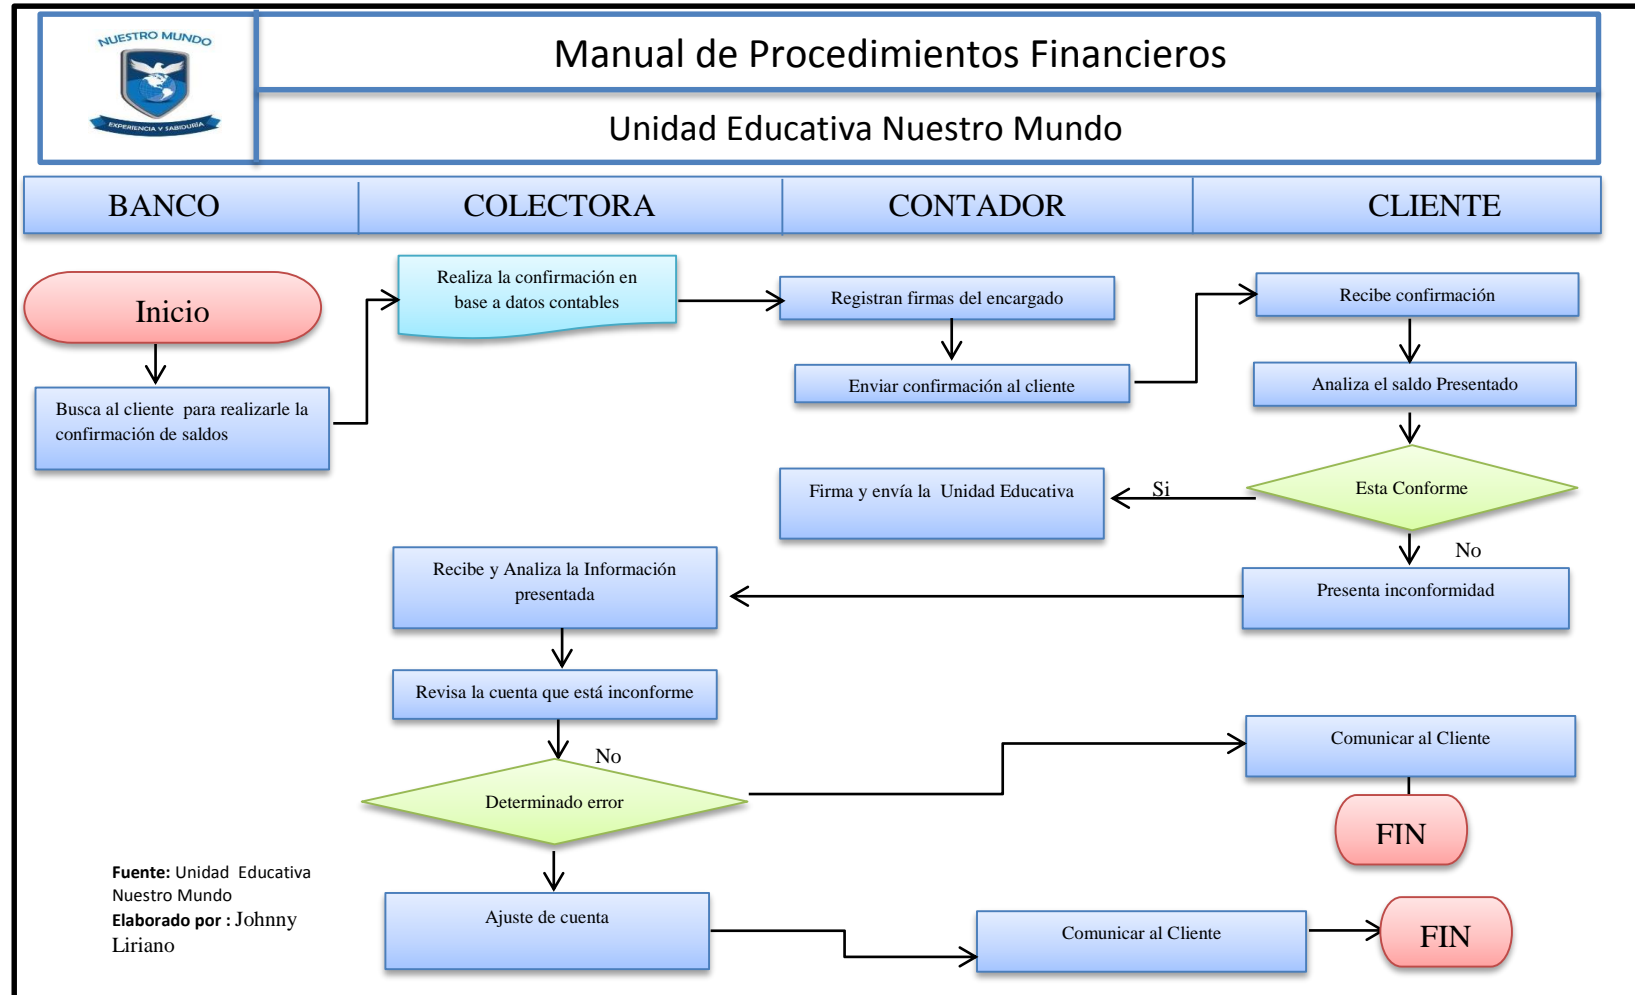 NUESTRO MUNDO
EXPERIENCIA Y SABIDURÍA
Manual de Procedimientos Financieros
Unidad Educativa Nuestro Mundo
BANCO
COLECTORA
CONTADOR
CLIENTE
Inicio
Realiza la confirmación en
base a datos contables
Registran firmas del encargado
Recibe confirmación
Busca al cliente para realizarle la
confirmación de saldos
Enviar confirmación al cliente
Analiza el saldo Presentado
Firma y envía la Unidad Educativa
Si
Esta Conforme
No
Recibe y Analiza la Información
presentada
Presenta inconformidad
Revisa la cuenta que está inconforme
No
Comunicar al Cliente
Determinado error
FIN
Fuente: Unidad Educativa
Nuestro Mundo
Elaborado por : Johnny
Liriano
Ajuste de cuenta
Comunicar al Cliente
FIN